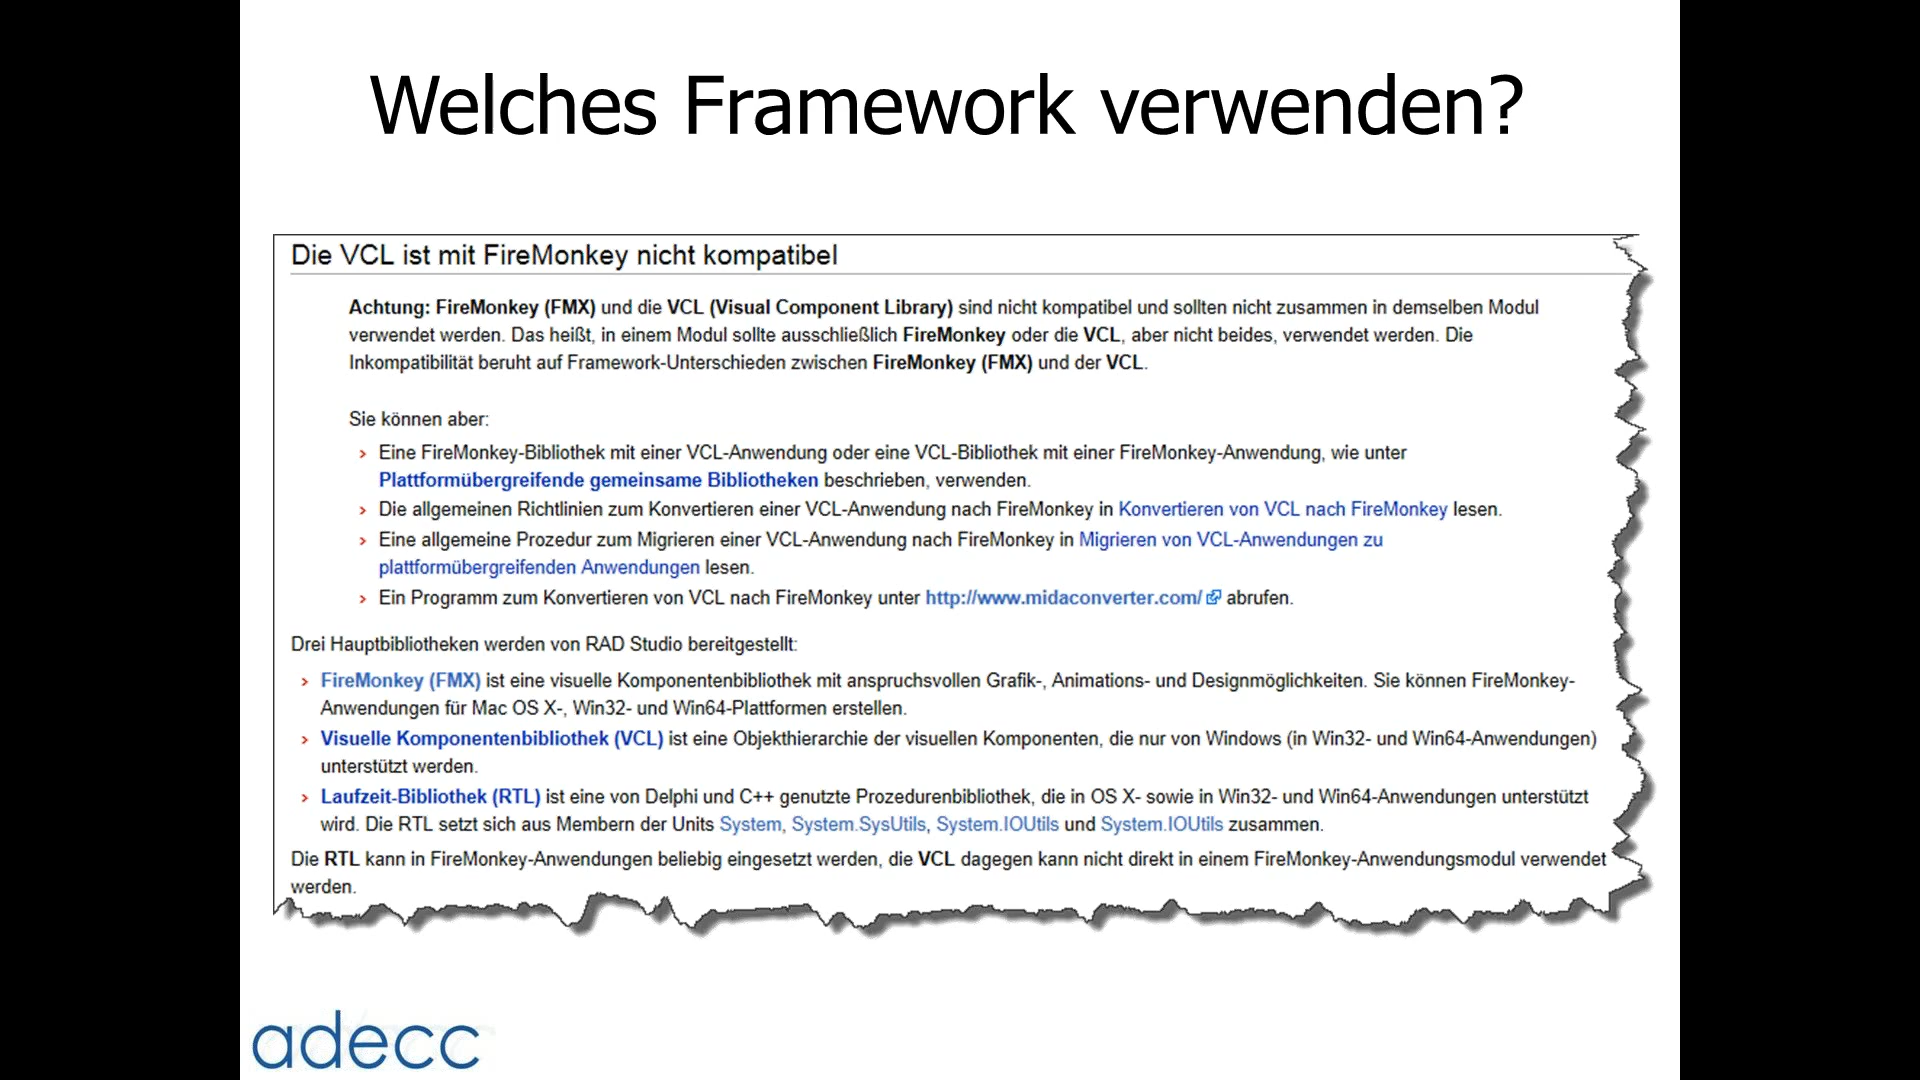 Welches Framework verwenden?
Die VCL ist mit FireMonkey nicht kompatibel
Achtung: FireMonkey (FMX) und die VCL (Visual Component Library) sind nicht kompatibel und sollten nicht zusammen in demselben Modul
verwendet werden. Das heißt, in einem Modul sollte ausschließlich FireMonkey oder die VCL, aber nicht beides, verwendet werden. Die
Inkompatibilität beruht auf Framework-Unterschieden zwischen FireMonkey (FMX) und der VCL.
Sie können aber:
› Eine FireMonkey-Bibliothek mit einer VCL-Anwendung oder eine VCL-Bibliothek mit einer FireMonkey-Anwendung, wie unter
Plattformübergreifende gemeinsame Bibliotheken beschrieben, verwenden.
› Die allgemeinen Richtlinien zum Konvertieren einer VCL-Anwendung nach FireMonkey in Konvertieren von VCL nach FireMonkey lesen.
› Eine allgemeine Prozedur zum Migrieren einer VCL-Anwendung nach FireMonkey in Migrieren von VCL-Anwendungen zu
plattformübergreifenden Anwendungen lesen.
› Ein Programm zum Konvertieren von VCL nach FireMonkey unter http://www.midaconverter.com/ abrufen.
Drei Hauptbibliotheken werden von RAD Studio bereitgestellt:
› FireMonkey (FMX) ist eine visuelle Komponentenbibliothek mit anspruchsvollen Grafik-, Animations- und Designmöglichkeiten. Sie können FireMonkey-
Anwendungen für Mac OS X-, Win32- und Win64-Plattformen erstellen.
› Visuelle Komponentenbibliothek (VCL) ist eine Objekthierarchie der visuellen Komponenten, die nur von Windows (in Win32- und Win64-Anwendungen)
unterstützt werden.
› Laufzeit-Bibliothek (RTL) ist eine von Delphi und C++ genutzte Prozedurenbibliothek, die in OS X- sowie in Win32- und Win64-Anwendungen unterstützt
wird. Die RTL setzt sich aus Membern der Units System, System.SysUtils, System.IOUtils und System.IOUtils zusammen.
Die RTL kann in FireMonkey-Anwendungen beliebig eingesetzt werden, die VCL dagegen kann nicht direkt in einem FireMonkey-Anwendungsmodul verwendet
werden.
adecc